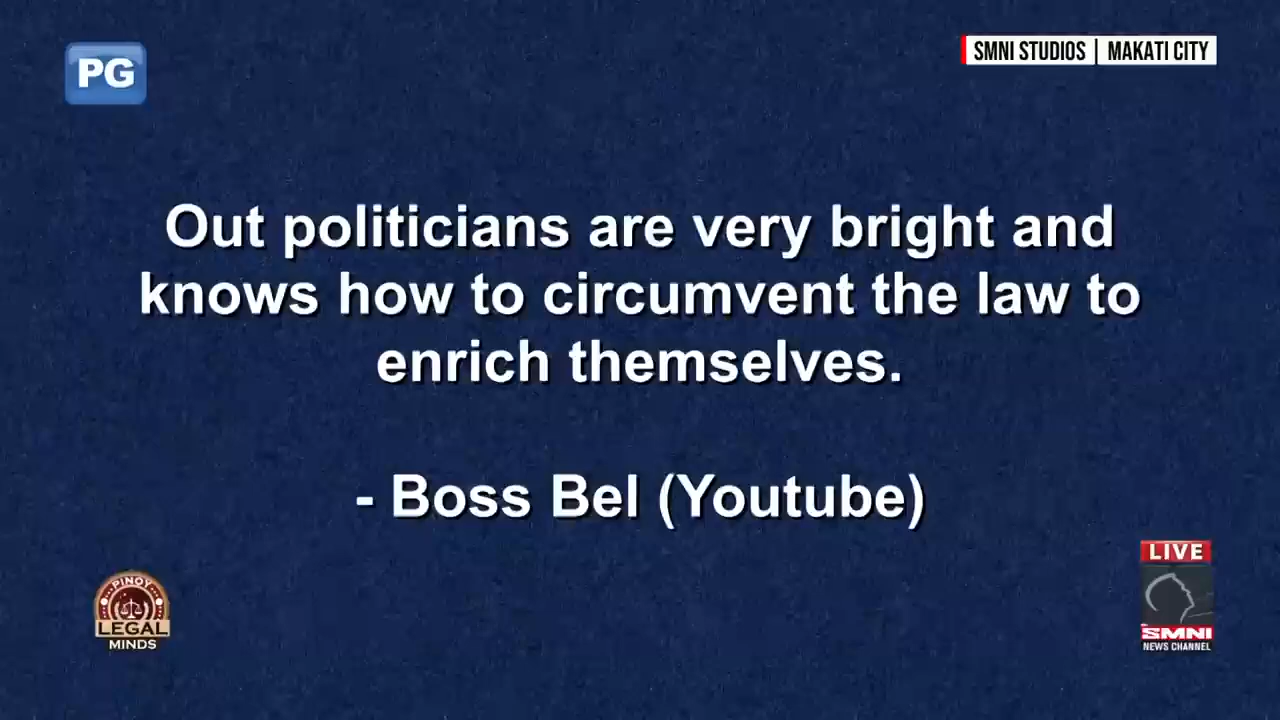 PG
SMNI STUDIOS | MAKATI CITY
Out politicians are very bright and
knows how to circumvent the law to
enrich themselves.
- Boss Bel (Youtube)
PINOY
LEGAL
MINDS
LIVE
SMNI
NEWS CHANNEL